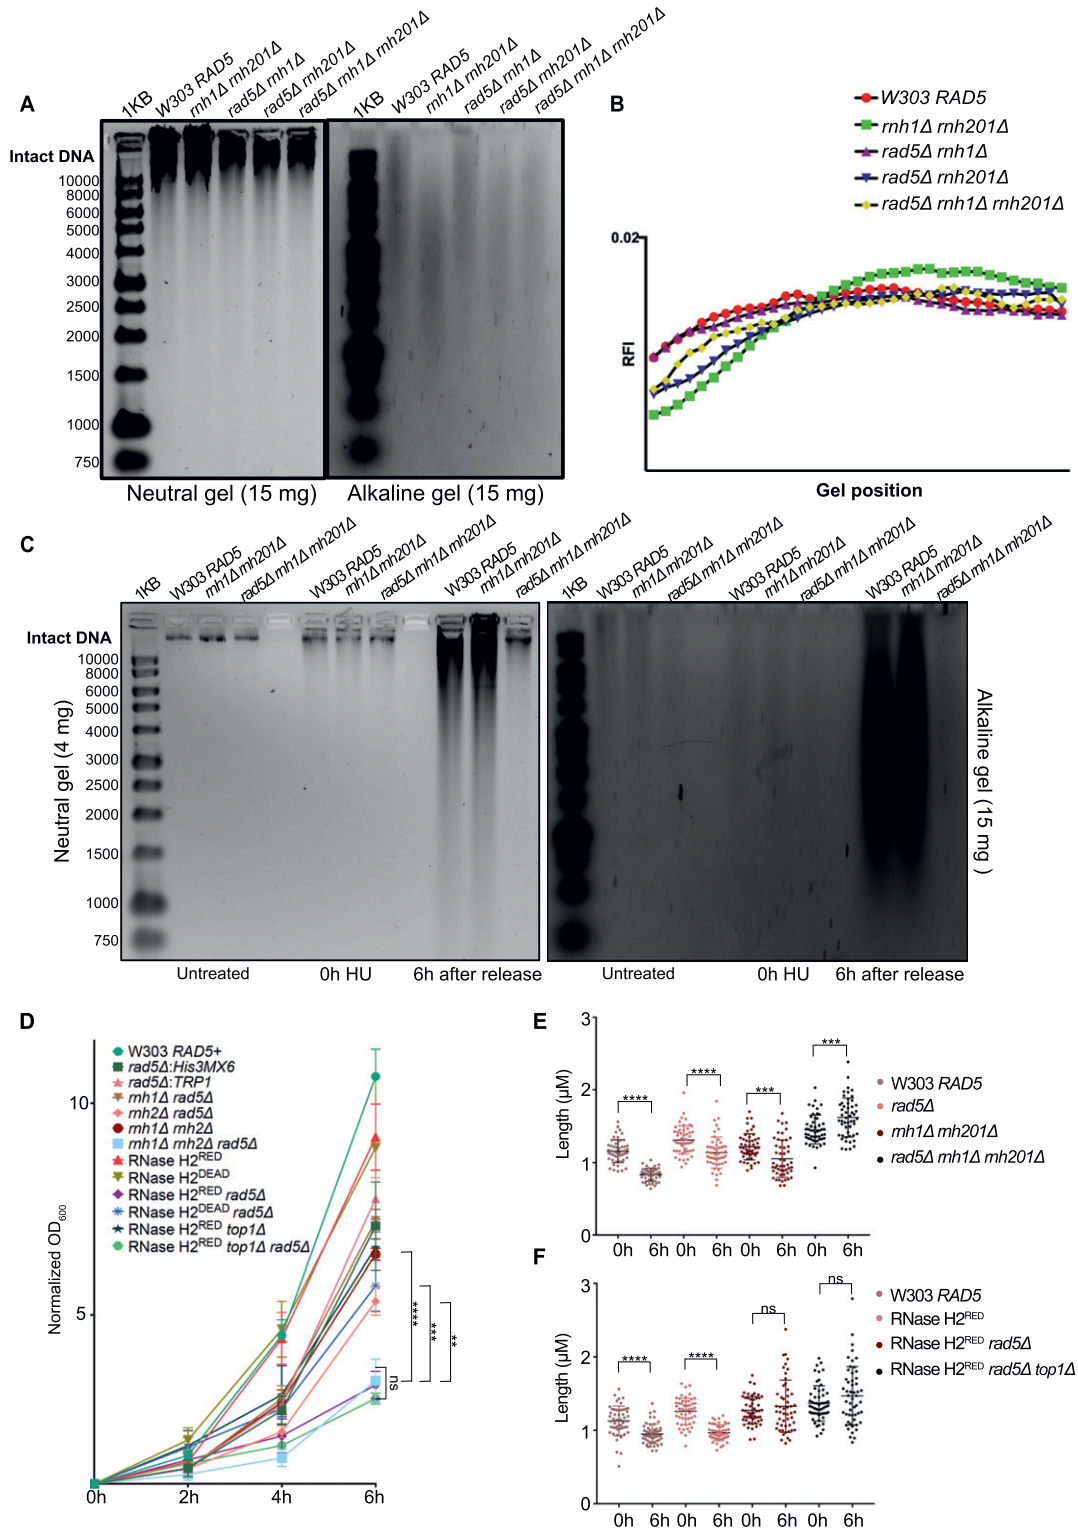 A
1KB
W303 RAD5
rnh1Δ rnh201Δ
rad5Δ rnh1Δ
rad5Δ rnh201Δ
rad5Δ rnh1Δ rnh201Δ
1KB
W303 RAD5
rnh1Δ rnh201Δ
rad5Δ rnh1Δ
rad5Δ rnh201Δ
rad5Δ rnh1Δ rnh201Δ
Intact DNA
10000
8000
6000
5000
4000
3000
2500
2000
1500
1000
750
Neutral gel (15 mg)
Alkaline gel (15 mg)
B
W303 RAD5
rnh1Δ rnh201Δ
rad5Δ rnh1Δ
rad5Δ rnh201Δ
rad5Δ rnh1Δ rnh201Δ
0.02
RFI
Gel position
C
1KB
W303 RAD5
rnh1Δ rnh201Δ
rad5Δ rnh1Δ rnh201Δ
W303 RAD5
rnh1Δ rnh201Δ
rad5Δ rnh1Δ rnh201Δ
W303 RAD5
rnh1Δ rnh201Δ
rad5Δ rnh1Δ rnh201Δ
1KB
W303 RAD5
rnh1Δ rnh201Δ
rad5Δ rnh1Δ rnh201Δ
W303 RAD5
rnh1Δ rnh201Δ
rad5Δ rnh1Δ rnh201Δ
W303 RAD5
rnh1Δ rnh201Δ
rad5Δ rnh1Δ rnh201Δ
Intact DNA
10000
8000
6000
5000
4000
3000
2500
2000
1500
1000
750
Neutral gel (4 mg)
Alkaline gel (15 mg )
Untreated
0h HU
6h after release
Untreated
0h HU
6h after release
D
W303 RAD5+
rad5Δ:His3MX6
rad5Δ:TRP1
rnh1Δ rad5Δ
rnh2Δ rad5Δ
rnh1Δ rnh2Δ
rnh1Δ rnh2Δ rad5Δ
RNase H2RED
RNase H2DEAD
RNase H2RED rad5Δ
RNase H2DEAD rad5Δ
RNase H2RED top1Δ
RNase H2RED top1Δ rad5Δ
Normalized OD600
10
5
0h
2h
4h
6h
****
***
**
ns
E
3
2
1
0
Length (µM)
****
****
***
***
0h
6h
0h
6h
0h
6h
0h
6h
W303 RAD5
rad5Δ
rnh1Δ rnh201Δ
rad5Δ rnh1Δ rnh201Δ
F
3
2
1
0
Length (µM)
****
****
ns
ns
0h
6h
0h
6h
0h
6h
0h
6h
W303 RAD5
RNase H2RED
RNase H2RED rad5Δ
RNase H2RED rad5Δ top1Δ